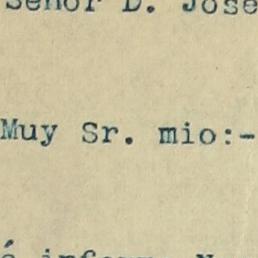 Señor D. José
Muy Sr. mio:-